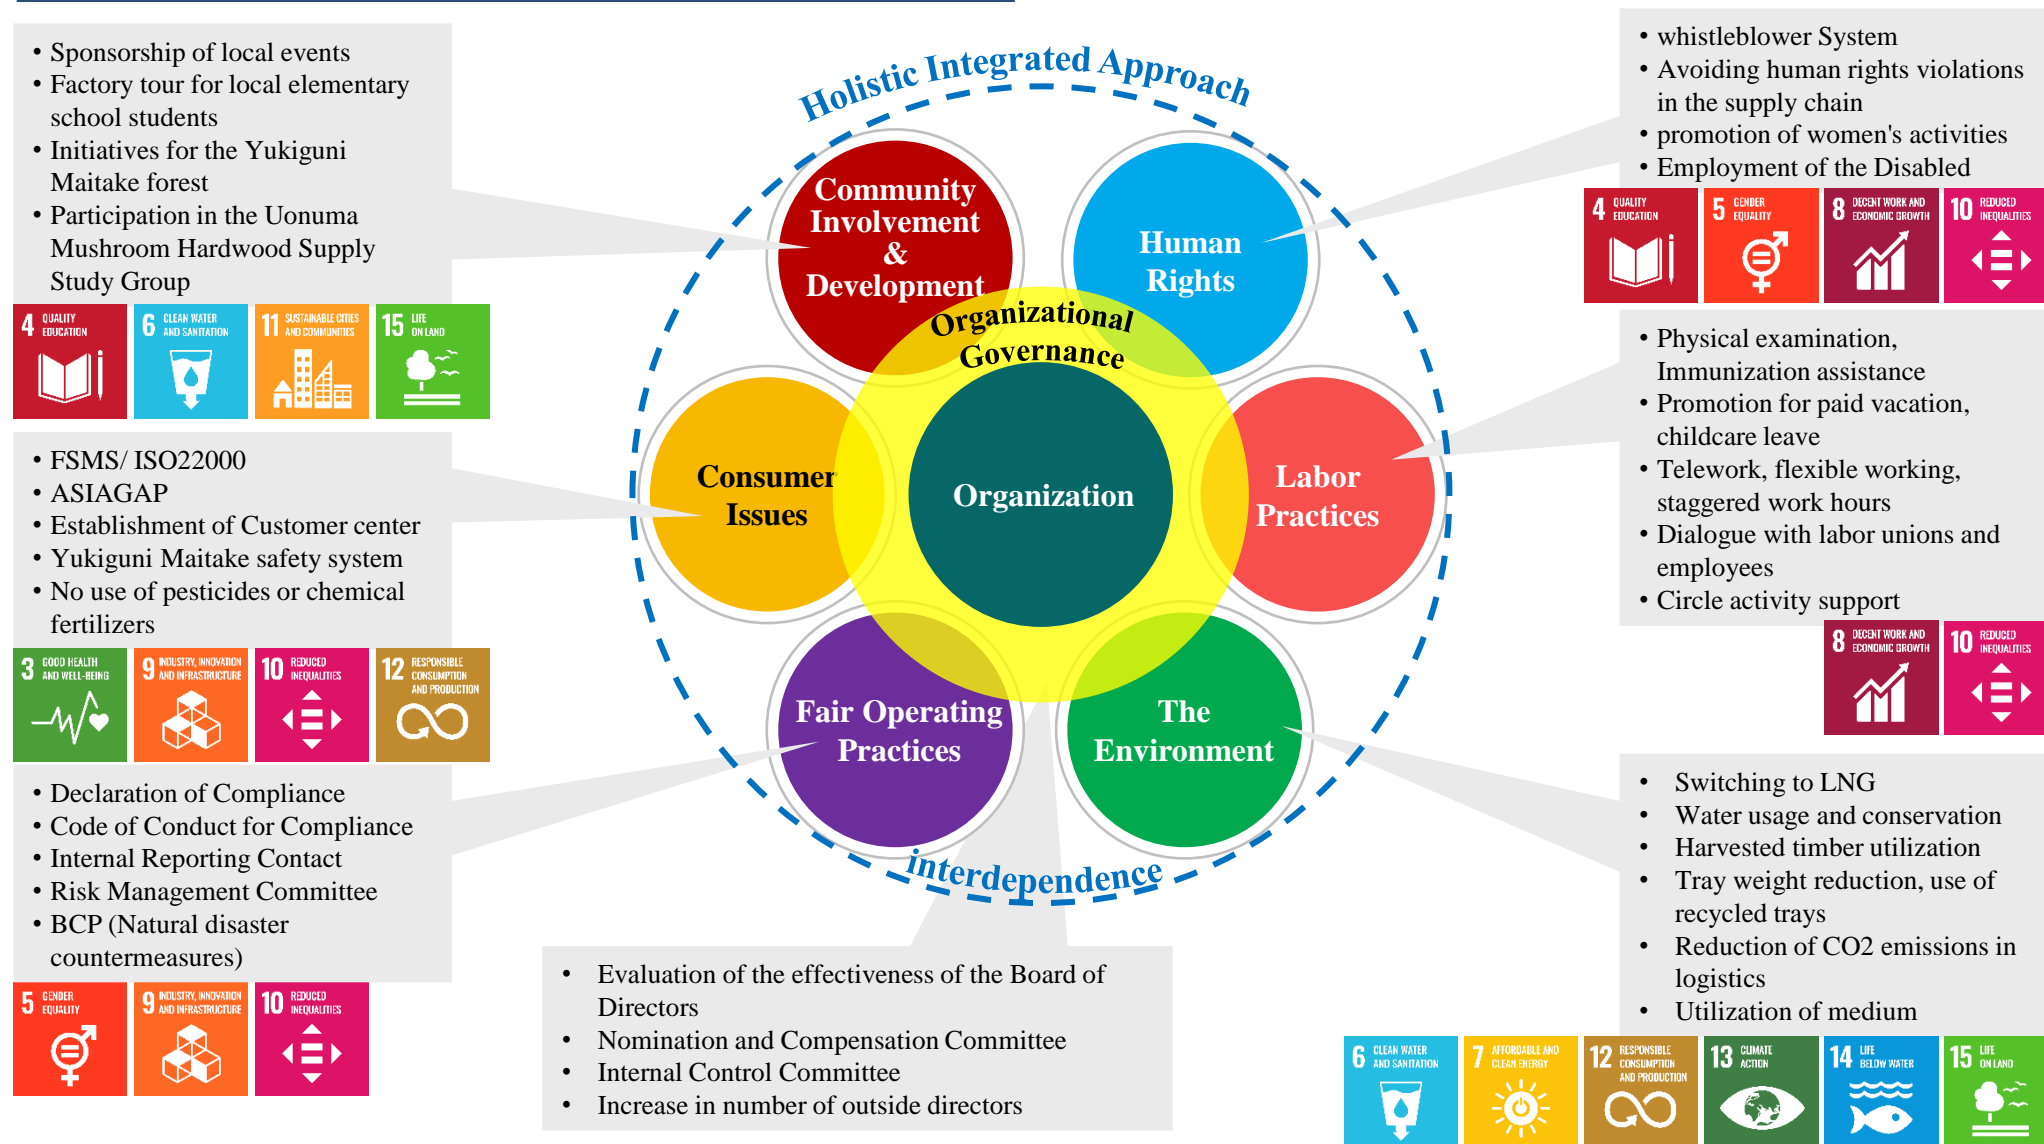 • Sponsorship of local events
• Factory tour for local elementary
school students
• Initiatives for the Yukiguni
Maitake forest
• Participation in the Uonuma
Mushroom Hardwood Supply
Study Group
4 QUALITY
EDUCATION
6 CLEAN WATER
AND SANITATION
11 SUSTAINABLE CITIES
AND COMMUNITIES
15 LIFE
ON LAND
• FSMS/ ISO22000
• ASIAGAP
• Establishment of Customer center
• Yukiguni Maitake safety system
• No use of pesticides or chemical
fertilizers
3 GOOD HEALTH
AND WELL-BEING
9 INDUSTRY, INNOVATION
AND INFRASTRUCTURE
10 REDUCED
INEQUALITIES
12 RESPONSIBLE
CONSUMPTION
AND PRODUCTION
• Declaration of Compliance
• Code of Conduct for Compliance
• Internal Reporting Contact
• Risk Management Committee
• BCP (Natural disaster
countermeasures)
5 GENDER
EQUALITY
9 INDUSTRY, INNOVATION
AND INFRASTRUCTURE
10 REDUCED
INEQUALITIES
Holistic Integrated Approach
Community
Involvement
&
Development
Human
Rights
Organizational
Governance
Consumer
Issues
Organization
Labor
Practices
Fair Operating
Practices
The
Environment
interdependence
• Evaluation of the effectiveness of the Board of
Directors
• Nomination and Compensation Committee
• Internal Control Committee
• Increase in number of outside directors
• whistleblower System
• Avoiding human rights violations
in the supply chain
• promotion of women's activities
• Employment of the Disabled
4 QUALITY
EDUCATION
5 GENDER
EQUALITY
8 DECENT WORK AND
ECONOMIC GROWTH
10 REDUCED
INEQUALITIES
• Physical examination,
Immunization assistance
• Promotion for paid vacation,
childcare leave
• Telework, flexible working,
staggered work hours
• Dialogue with labor unions and
employees
• Circle activity support
8 DECENT WORK AND
ECONOMIC GROWTH
10 REDUCED
INEQUALITIES
• Switching to LNG
• Water usage and conservation
• Harvested timber utilization
• Tray weight reduction, use of
recycled trays
• Reduction of CO2 emissions in
logistics
• Utilization of medium
6 CLEAN WATER
AND SANITATION
7 AFFORDABLE AND
CLEAN ENERGY
12 RESPONSIBLE
CONSUMPTION
AND PRODUCTION
13 CLIMATE
ACTION
14 LIFE
BELOW WATER
15 LIFE
ON LAND